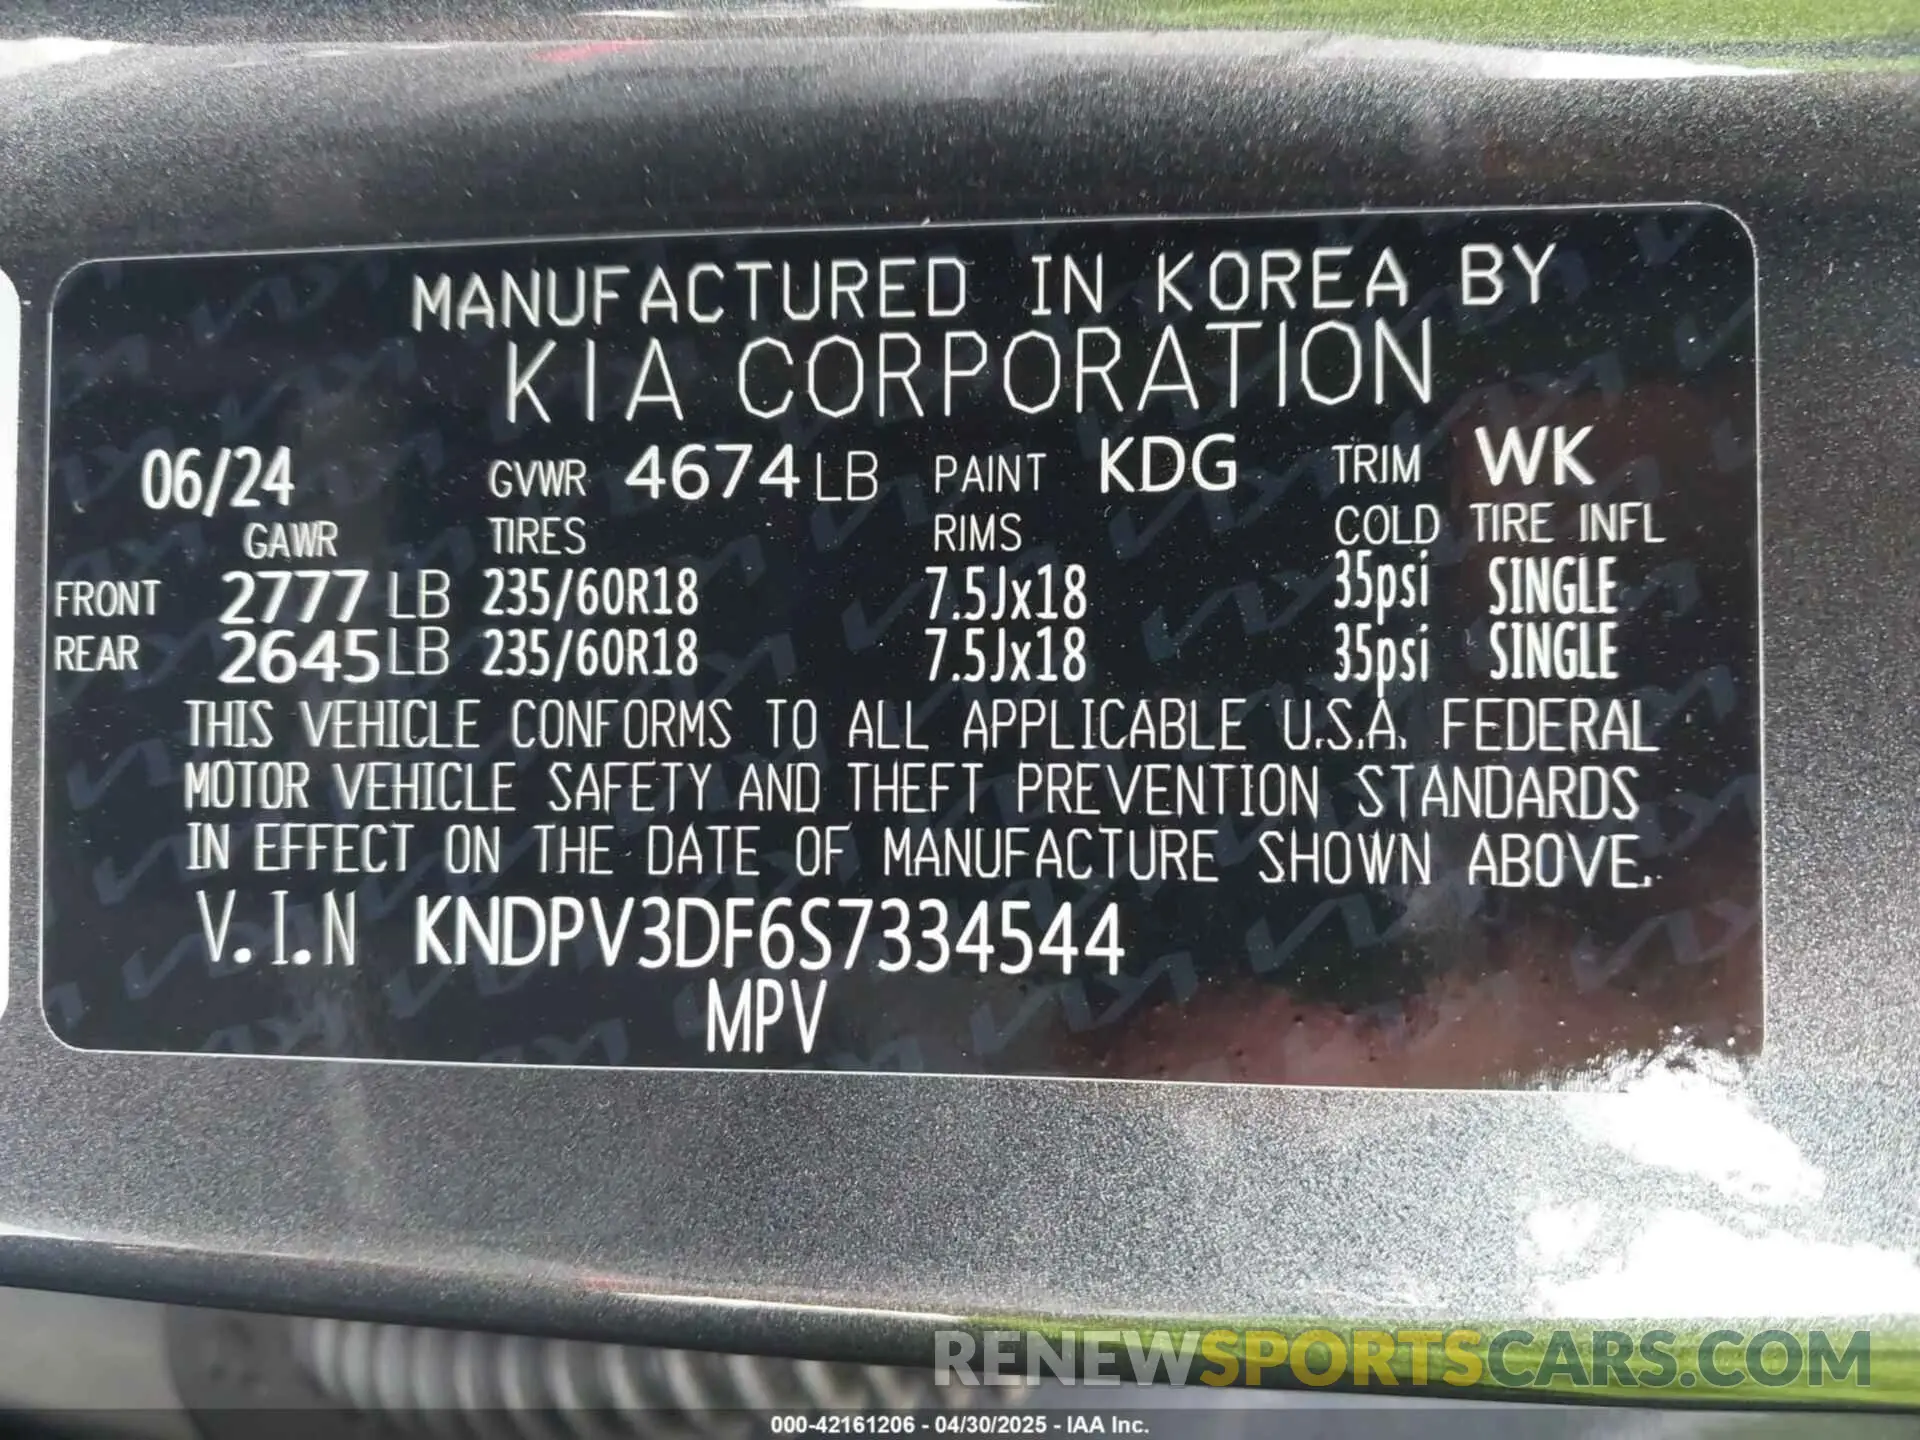 MANUFACTURED IN KOREA BY
KIA CORPORATION
06/24 GVWR 4674 LB PAINT KDG TRIM WK
GAWR TIRES RIMS COLD TIRE INFL
FRONT 2777 LB 235/60R18 7.5Jx18 35psi SINGLE
REAR 2645 LB 235/60R18 7.5Jx18 35psi SINGLE
THIS VEHICLE CONFORMS TO ALL APPLICABLE U.S.A. FEDERAL
MOTOR VEHICLE SAFETY AND THEFT PREVENTION STANDARDS
IN EFFECT ON THE DATE OF MANUFACTURE SHOWN ABOVE.
V.I.N KNDPV3DF6S7334544
MPV
RENEWSPORTSCARS.COM
000-42161206 - 04/30/2025 - IAA Inc.